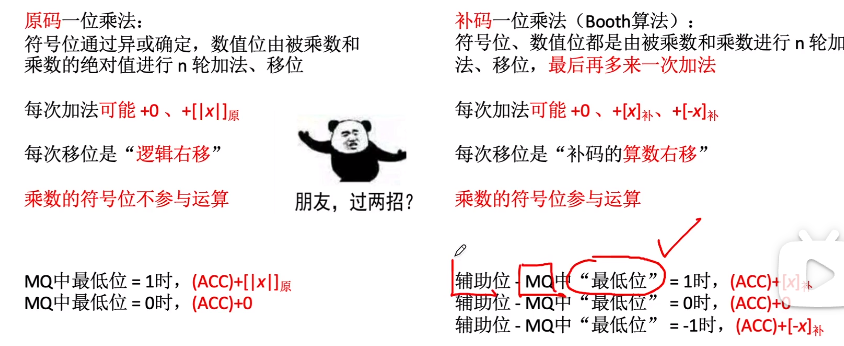 原码一位乘法：
符号位通过异或确定，数值位由被乘数和
乘数的绝对值进行 n 轮加法、移位
每次加法可能 +0 、+[|x|]原
每次移位是“逻辑右移”
乘数的符号位不参与运算
MQ中最低位 = 1时，(ACC)+[|x|]原
MQ中最低位 = 0时，(ACC)+0
朋友，过两招?
补码一位乘法（Booth算法）：
符号位、数值位都是由被乘数和乘数进行 n 轮加
法、移位，最后再多来一次加法
每次加法可能 +0 、+[x]补、+[-x]补
每次移位是“补码的算数右移”
乘数的符号位参与运算
辅助位 - MQ中“最低位” = 1时，(ACC)+[x]补
辅助位 - MQ中“最低位” = 0时，(ACC)+0
辅助位 - MQ中“最低位” = -1时，(ACC)+[-x]补